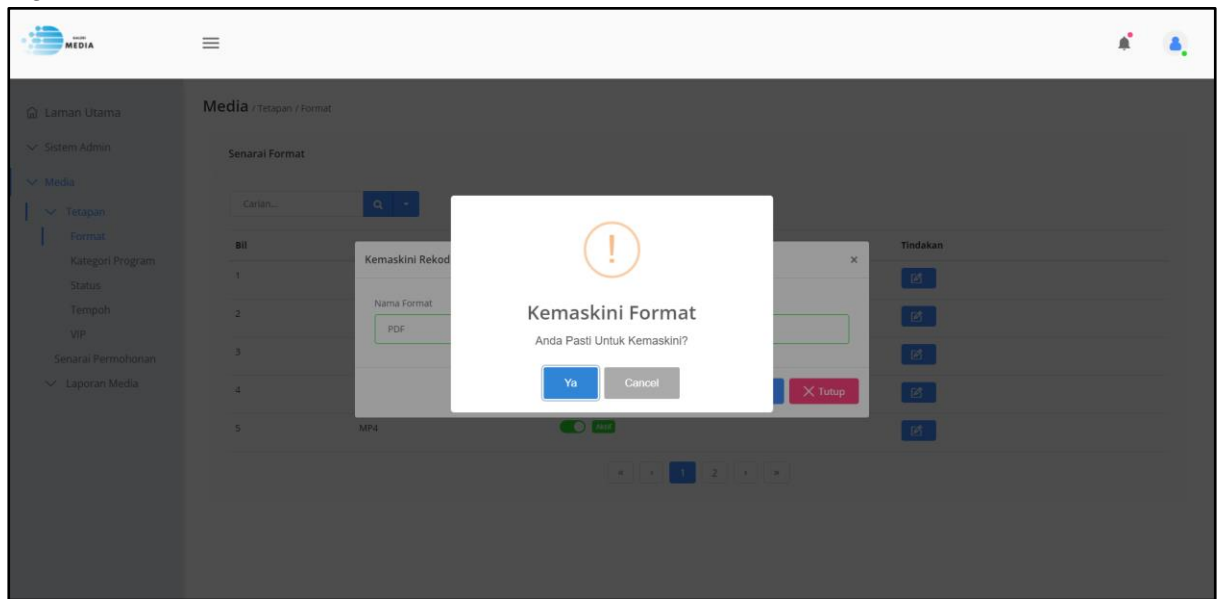 MEDIA
Laman Utama
Sistem Admin
Media
Tetapan
Format
Kategori Program
Status
Tempoh
VIP
Senarai Permohonan
Laporan Media
Media / Tetapan / Format
Senarai Format
Carian...
Bil
Tindakan
1
2
3
4
5
MP4
Aktif
« ‹ 1 2 › »
Kemaskini Rekod
×
Nama Format
PDF
Tutup
!
Kemaskini Format
Anda Pasti Untuk Kemaskini?
Ya
Cancel